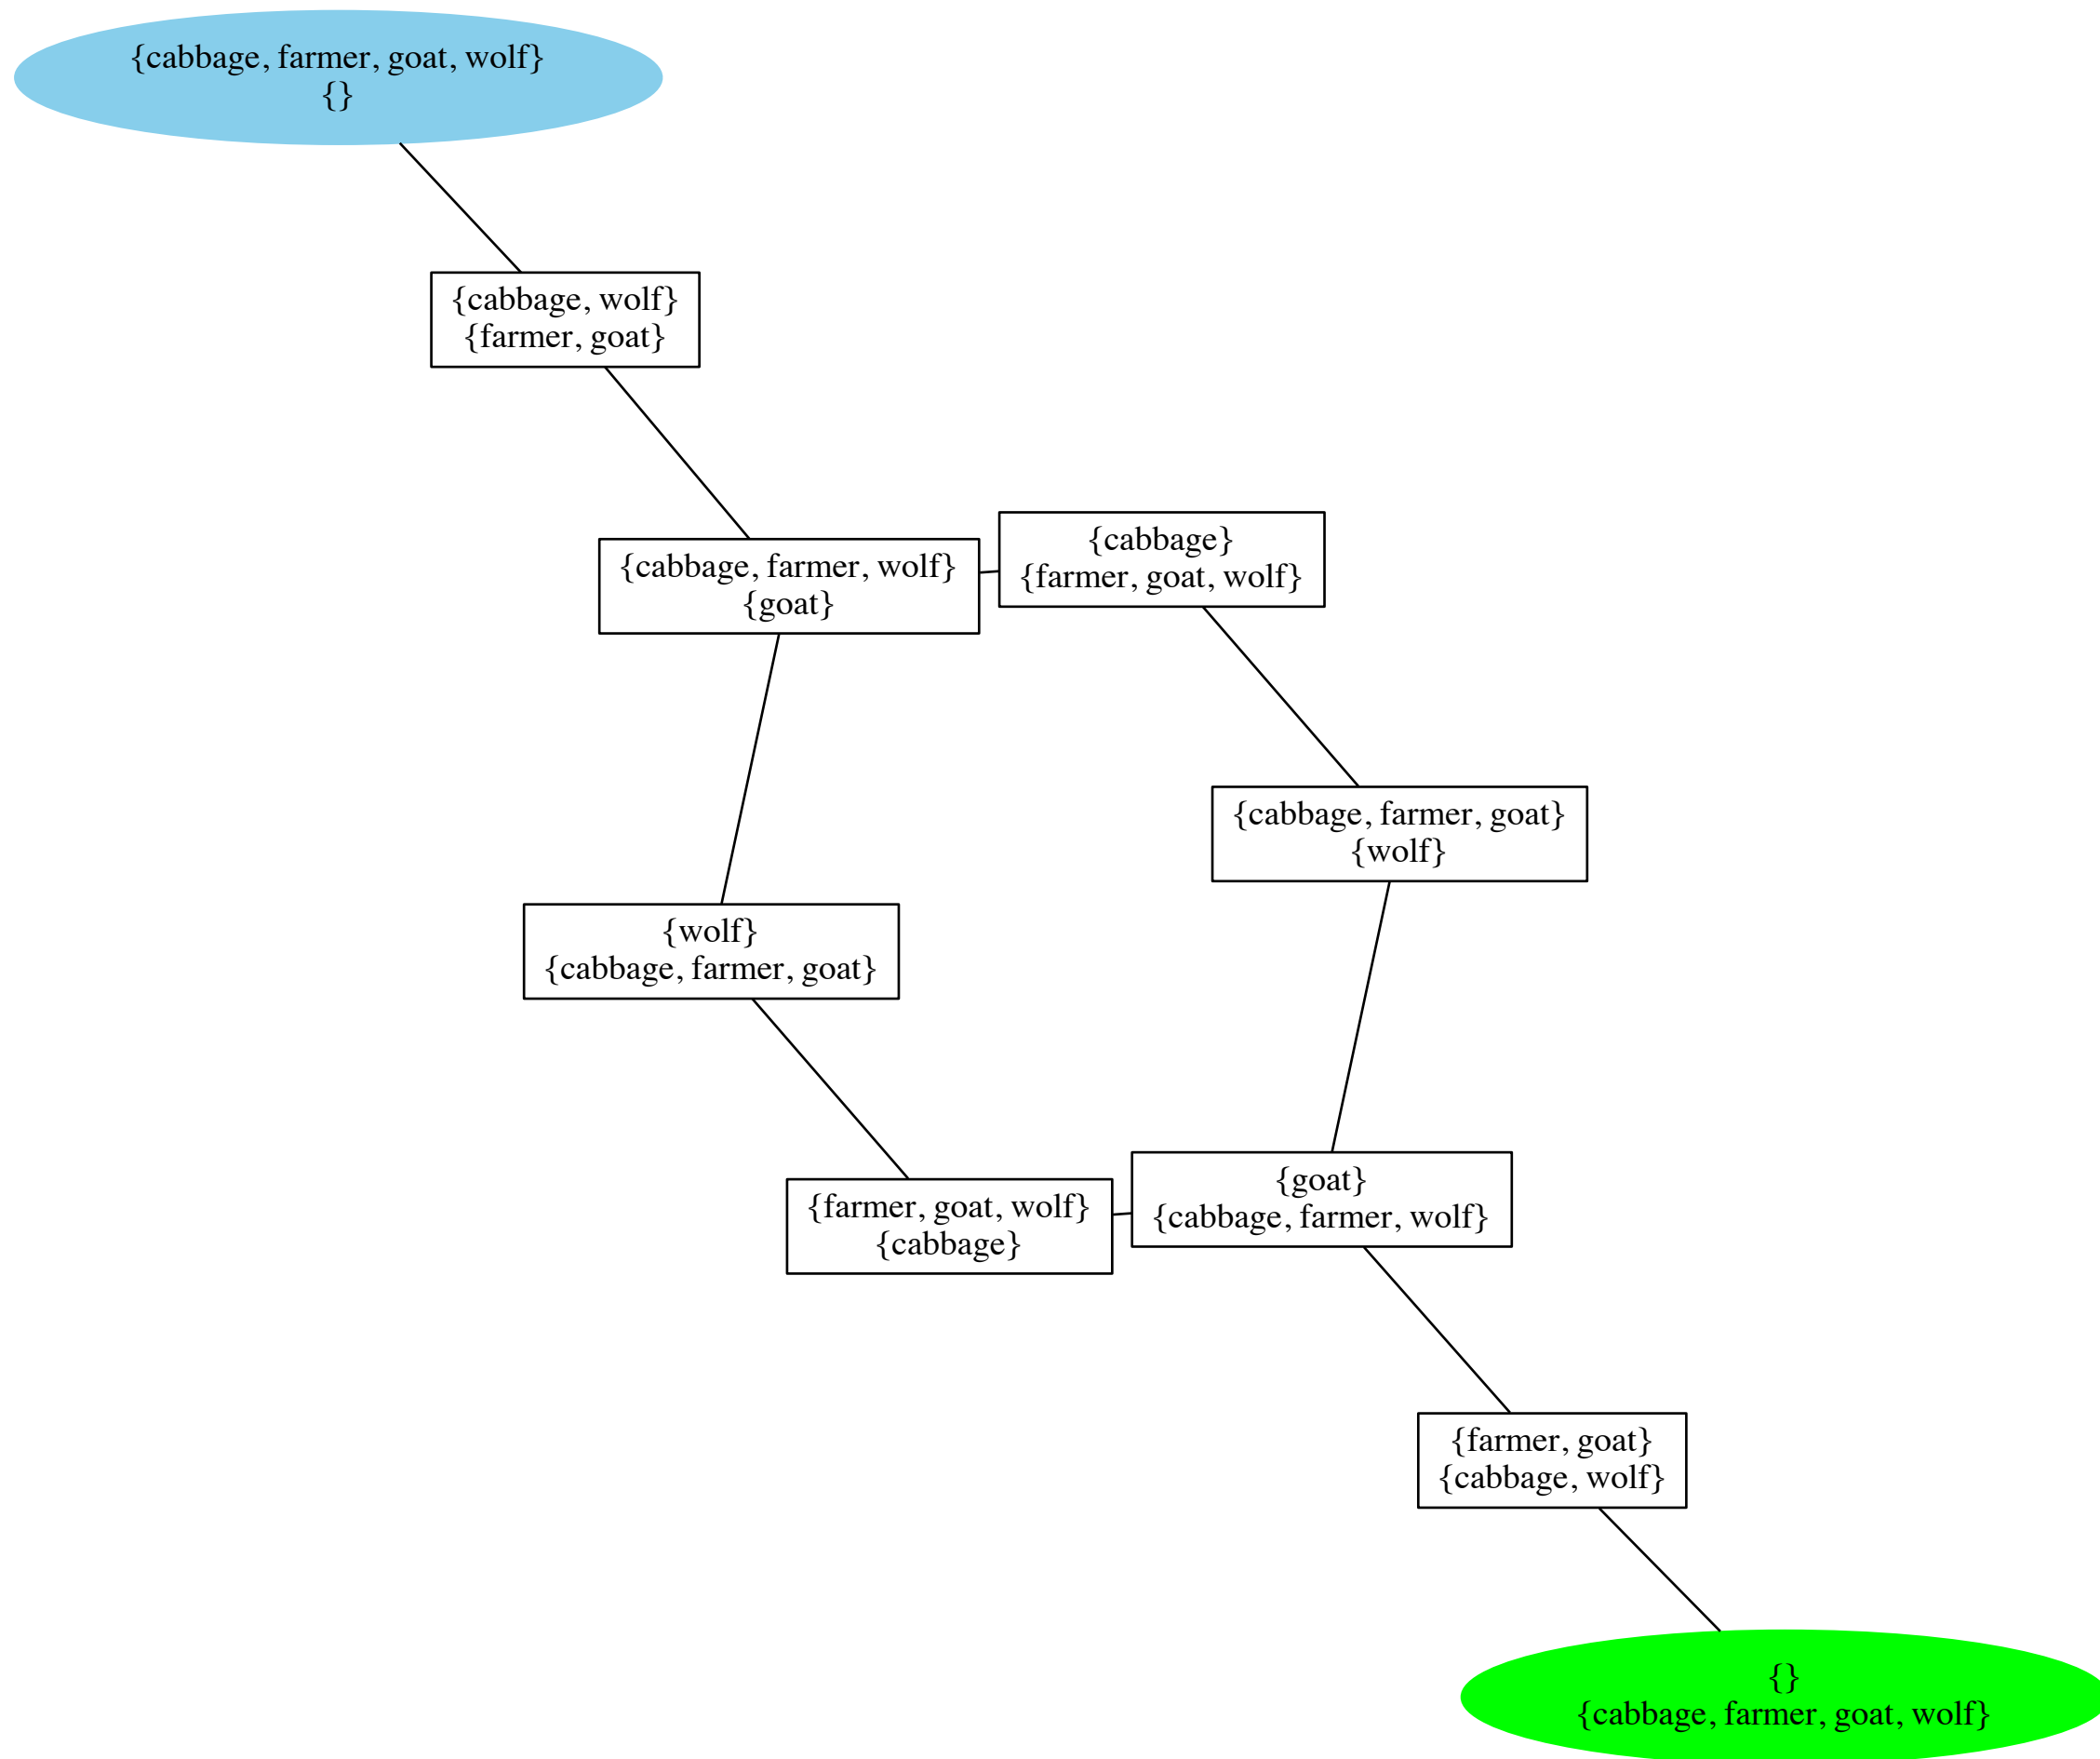 {cabbage, farmer, goat, wolf}
{}
{cabbage, wolf}
{farmer, goat}
{cabbage, farmer, wolf}
{goat}
{cabbage}
{farmer, goat, wolf}
{cabbage, farmer, goat}
{wolf}
{wolf}
{cabbage, farmer, goat}
{farmer, goat, wolf}
{cabbage}
{goat}
{cabbage, farmer, wolf}
{farmer, goat}
{cabbage, wolf}
{}
{cabbage, farmer, goat, wolf}